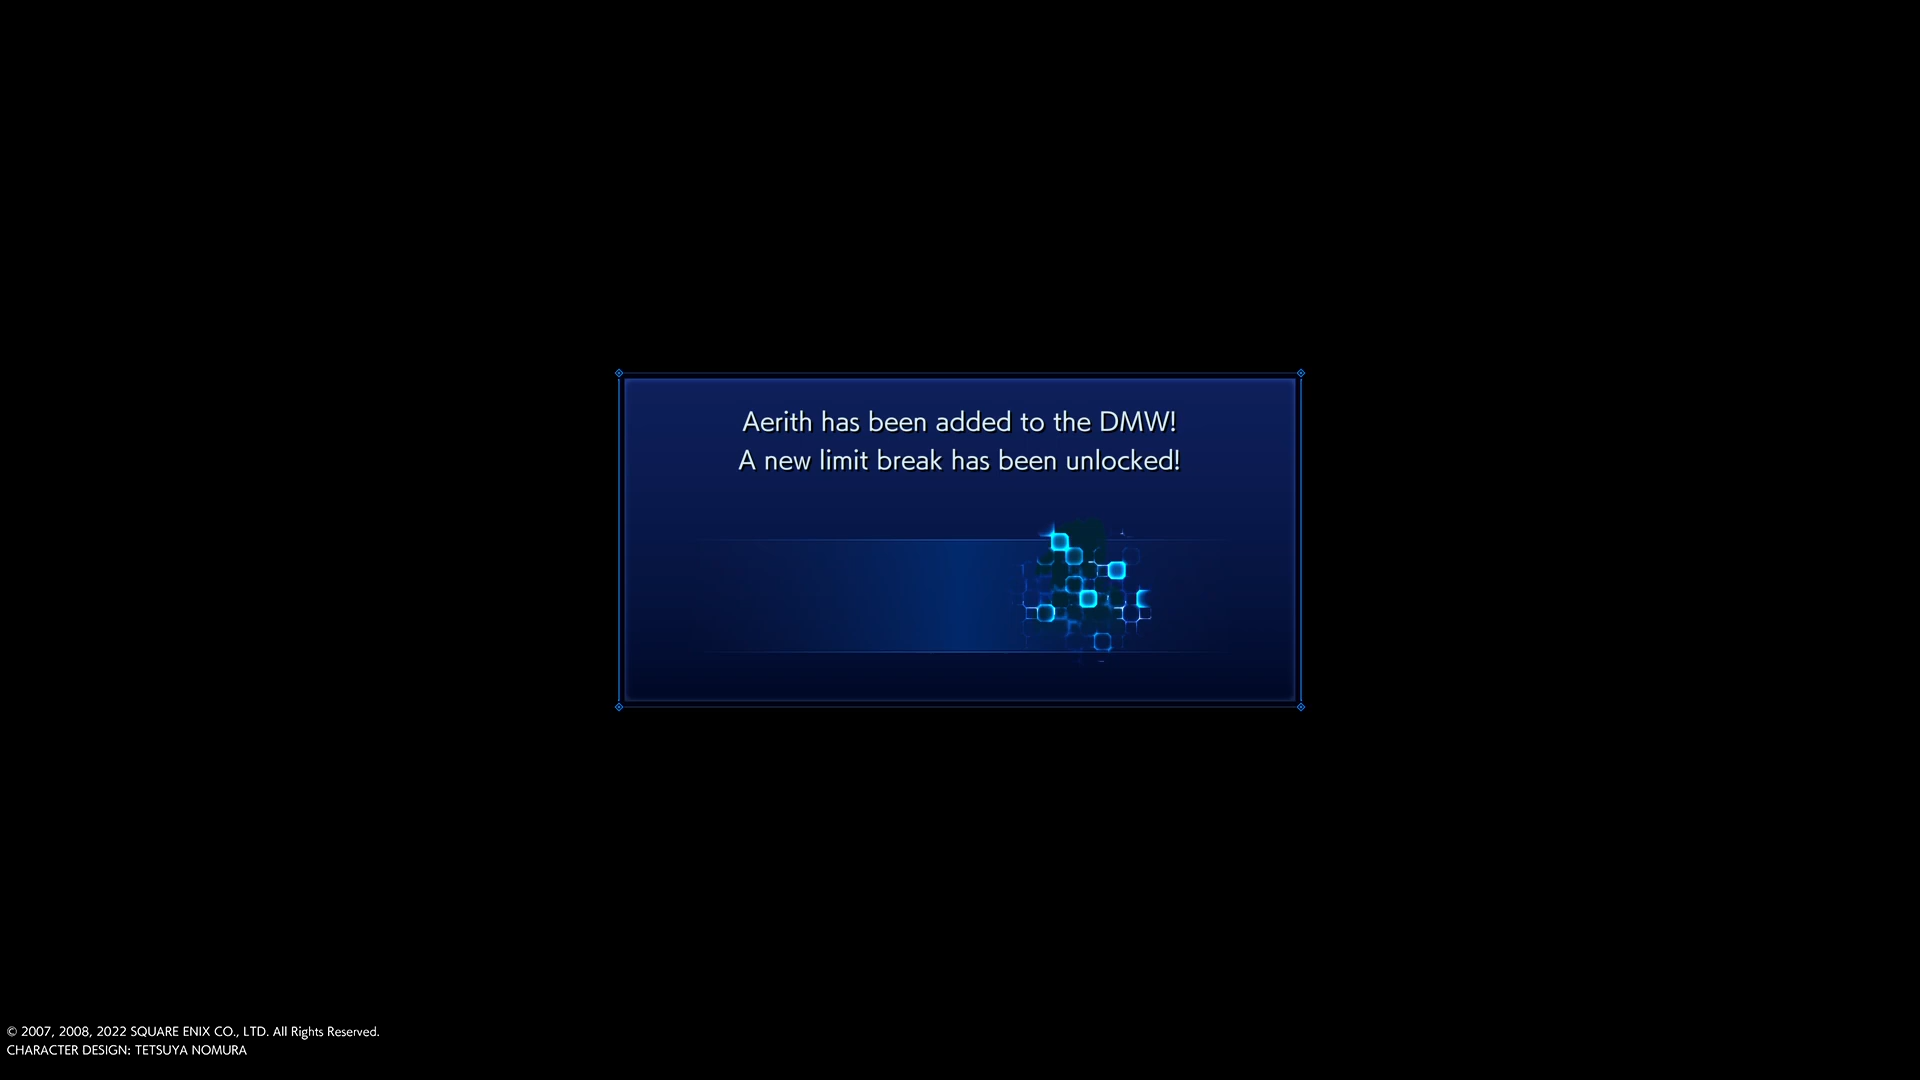 Aerith has been added to the DMW!
A new limit break has been unlocked!
© 2007, 2008, 2022 SQUARE ENIX CO., LTD. All Rights Reserved.
CHARACTER DESIGN: TETSUYA NOMURA